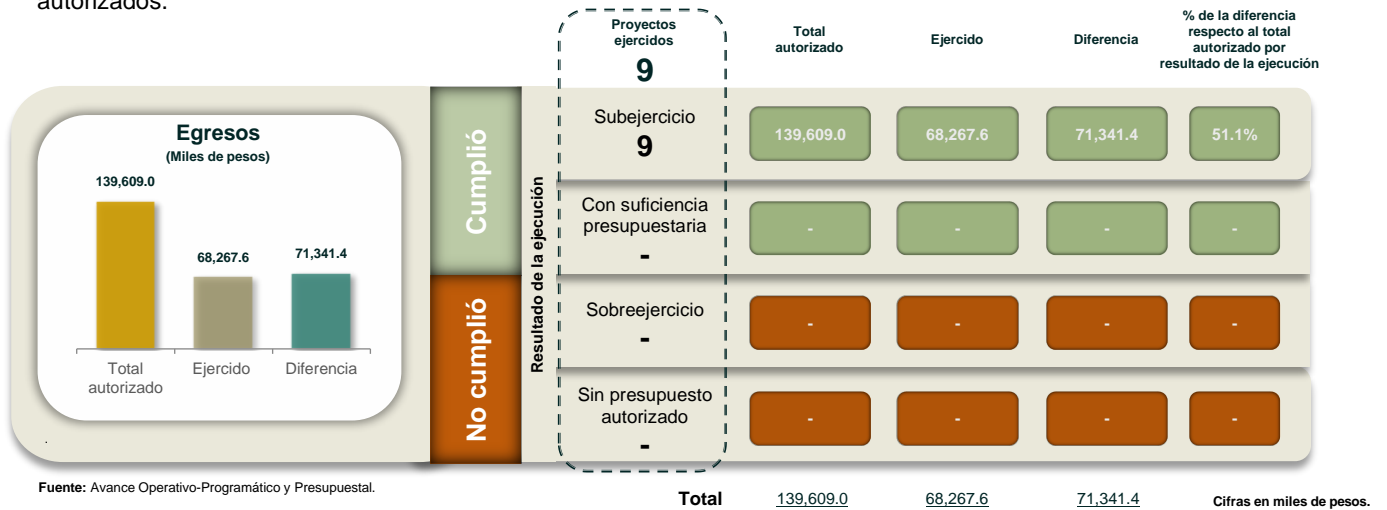 autorizados.
Proyectos
ejercidos
9
Total
autorizado
Ejercido
Diferencia
% de la diferencia
respecto al total
autorizado por
resultado de la ejecución
Egresos
(Miles de pesos)
139,609.0
68,267.6
71,341.4
Total
autorizado
Ejercido
Diferencia
.
Cumplió
No cumplió
Resultado de la ejecución
Subejercicio
9
139,609.0
68,267.6
71,341.4
51.1%
Con suficiencia
presupuestaria
-
-
-
-
-
Sobreejercicio
-
-
-
-
-
Sin presupuesto
autorizado
-
-
-
-
-
Fuente: Avance Operativo-Programático y Presupuestal.
Total 139,609.0 68,267.6 71,341.4 Cifras en miles de pesos.